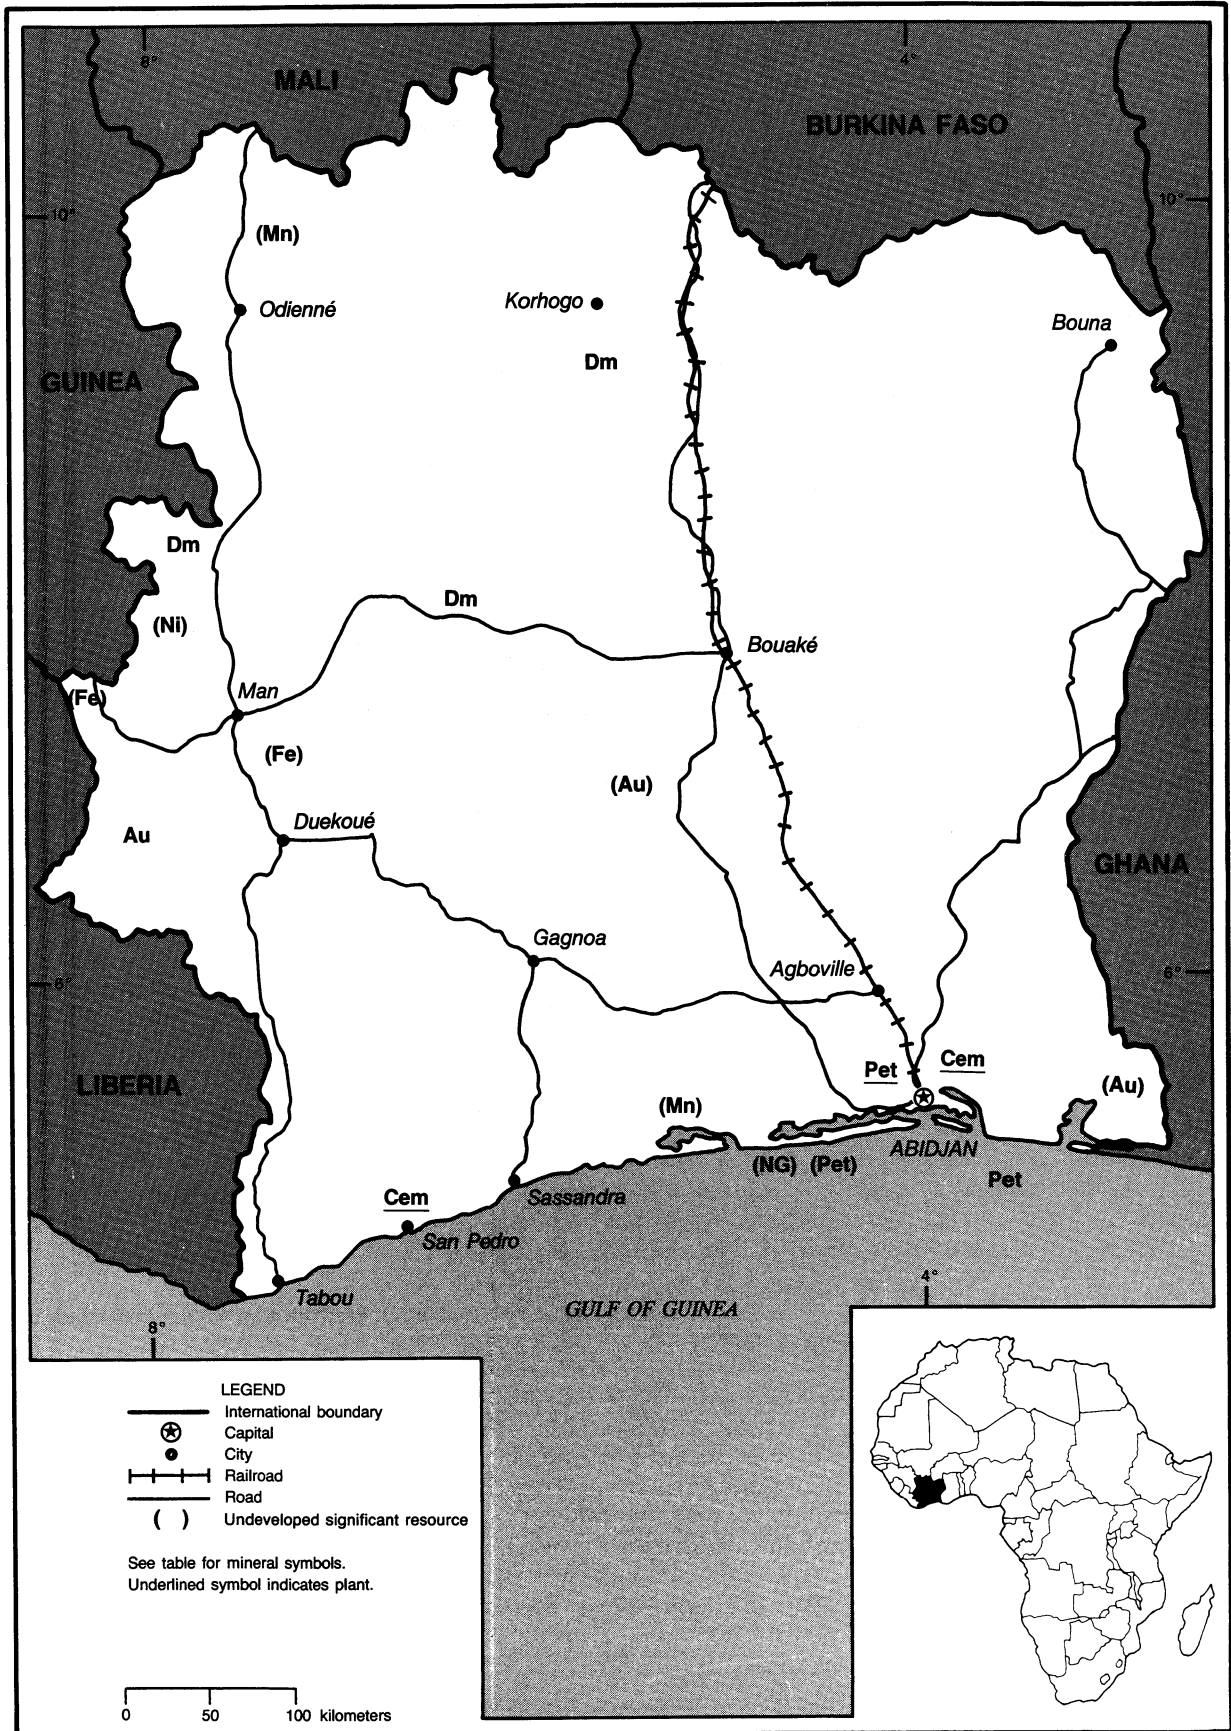 8°
4°
MALI
BURKINA FASO
10°
10°
(Mn)
Odienné
Korhogo
Bouna
Dm
GUINEA
Dm
Dm
(Ni)
Bouaké
Man
(Fe)
(Fe)
(Au)
Duekoué
Au
GHANA
Gagnoa
Agboville
6°
6°
Pet
Cem
LIBERIA
(Au)
(Mn)
ABIDJAN
(NG) (Pet)
Pet
Cem
Sassandra
San Pedro
Tabou
4°
GULF OF GUINEA
8°
LEGEND
International boundary
Capital
City
Railroad
Road
( ) Undeveloped significant resource
See table for mineral symbols.
Underlined symbol indicates plant.
0 50 100 kilometers